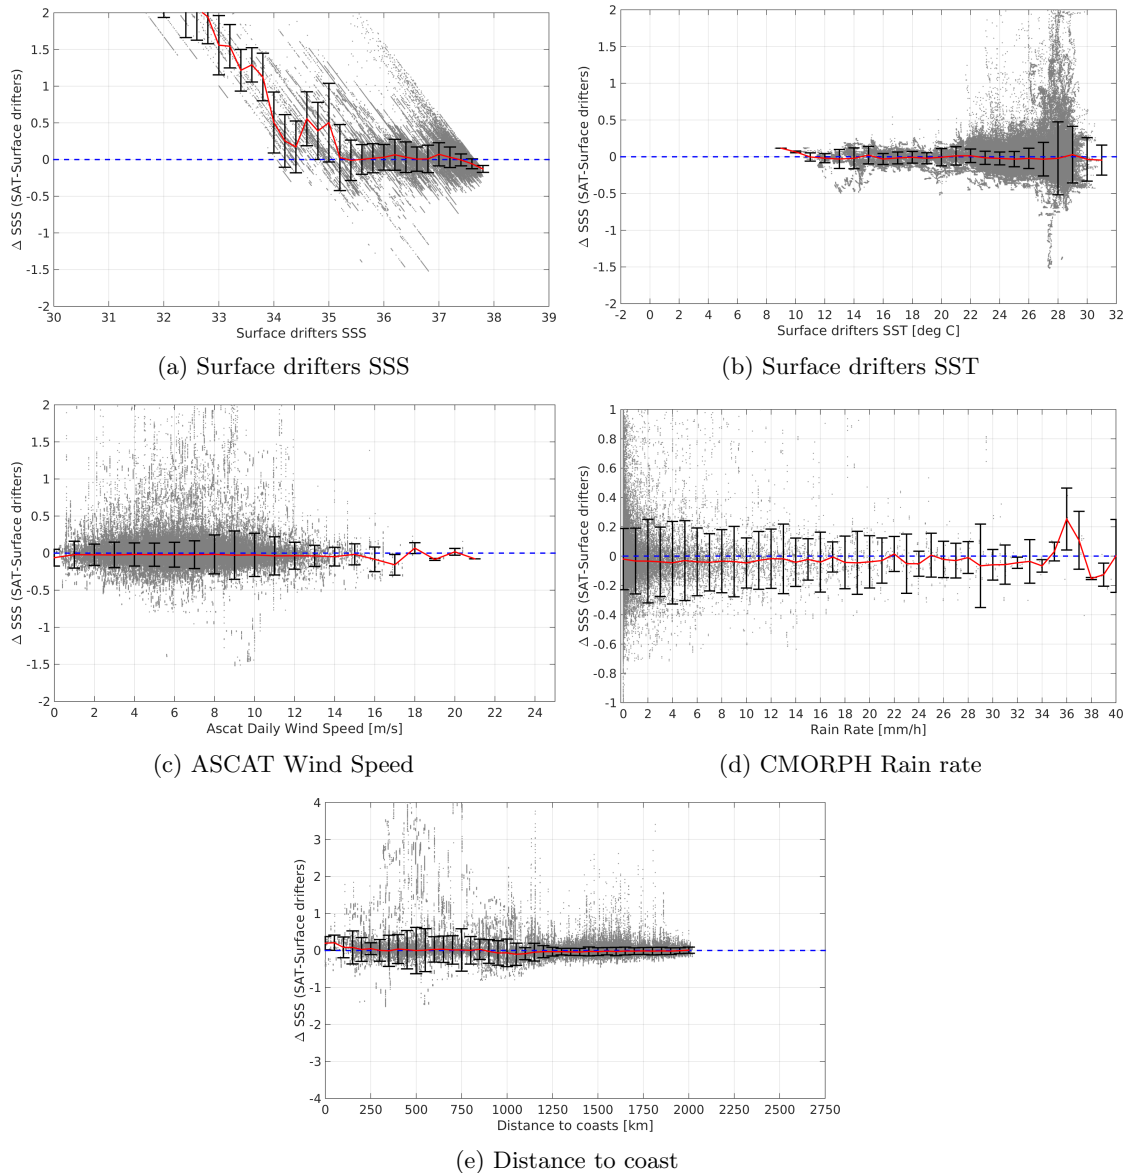 Δ SSS (SAT-Surface drifters)
2
1.5
1
0.5
0
-0.5
-1
-1.5
-2
30 31 32 33 34 35 36 37 38 39
Surface drifters SSS
(a) Surface drifters SSS
Δ SSS (SAT-Surface drifters)
2
1.5
1
0.5
0
-0.5
-1
-1.5
-2
-2 0 2 4 6 8 10 12 14 16 18 20 22 24 26 28 30 32
Surface drifters SST [deg C]
(b) Surface drifters SST
Δ SSS (SAT-Surface drifters)
2
1.5
1
0.5
0
-0.5
-1
-1.5
-2
0 2 4 6 8 10 12 14 16 18 20 22 24
Ascat Daily Wind Speed [m/s]
(c) ASCAT Wind Speed
Δ SSS (SAT-Surface drifters)
1
0.8
0.6
0.4
0.2
0
-0.2
-0.4
-0.6
-0.8
-1
0 2 4 6 8 10 12 14 16 18 20 22 24 26 28 30 32 34 36 38 40
Rain Rate [mm/h]
(d) CMORPH Rain rate
Δ SSS (SAT-Surface drifters)
4
3
2
1
0
-1
-2
-3
-4
0 250 500 750 1000 1250 1500 1750 2000 2250 2500 2750
Distance to coasts [km]
(e) Distance to coast